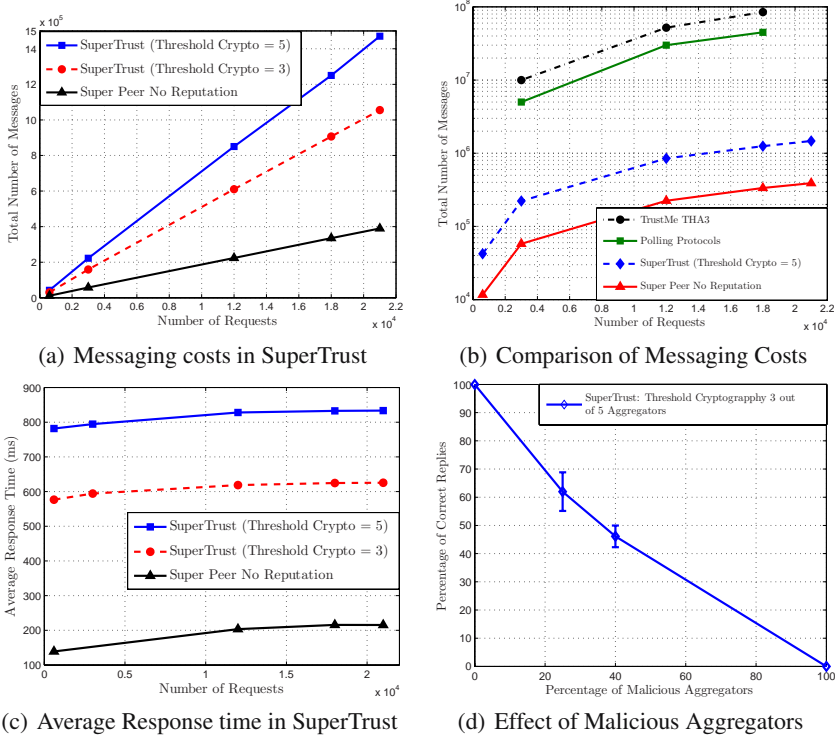 x 10^5
15
14
12
10
8
6
4
2
0
Total Number of Messages
SuperTrust (Threshold Crypto = 5)
SuperTrust (Threshold Crypto = 3)
Super Peer No Reputation
0 0.2 0.4 0.6 0.8 1.0 1.2 1.4 1.6 1.8 2.0 2.2
Number of Requests
x 10^4
(a) Messaging costs in SuperTrust
10^8
10^7
10^6
10^5
10^4
Total Number of Messages
TrustMe THA3
Polling Protocols
SuperTrust (Threshold Crypto = 5)
Super Peer No Reputation
0 0.2 0.4 0.6 0.8 1.0 1.2 1.4 1.6 1.8 2.0 2.2
Number of Requests
x 10^4
(b) Comparison of Messaging Costs
900
800
700
600
500
400
300
200
100
Average Response Time (ms)
SuperTrust (Threshold Crypto = 5)
SuperTrust (Threshold Crypto = 3)
Super Peer No Reputation
0 0.5 1 1.5 2
Number of Requests
x 10^4
(c) Average Response time in SuperTrust
100
90
80
70
60
50
40
30
20
10
0
Percentage of Correct Replies
SuperTrust: Threshold Cryptograpphy 3 out
of 5 Aggregators
0 20 40 60 80 100
Percentage of Malicious Aggregators
(d) Effect of Malicious Aggregators